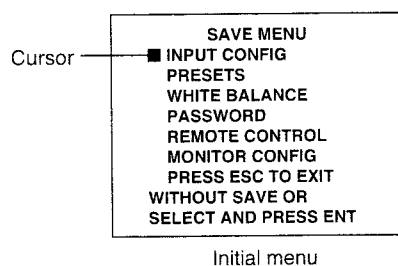 SAVE MENU
Cursor
INPUT CONFIG
PRESETS
WHITE BALANCE
PASSWORD
REMOTE CONTROL
MONITOR CONFIG
PRESS ESC TO EXIT
WITHOUT SAVE OR
SELECT AND PRESS ENT
Initial menu